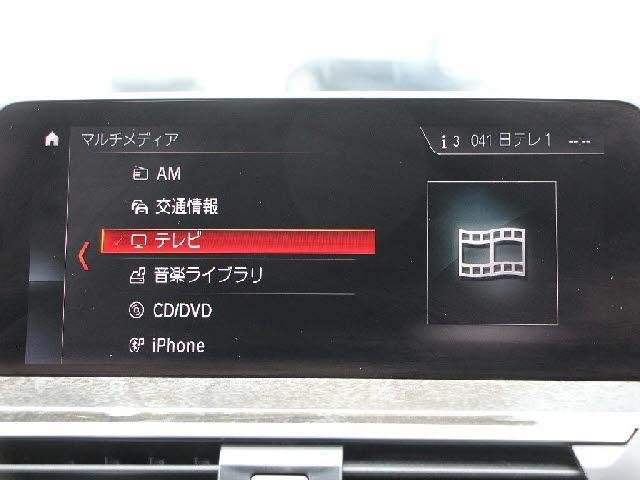 マルチメディア
i 3 041 日テレ1 --:--
AM
交通情報
テレビ
音楽ライブラリ
CD/DVD
iPhone